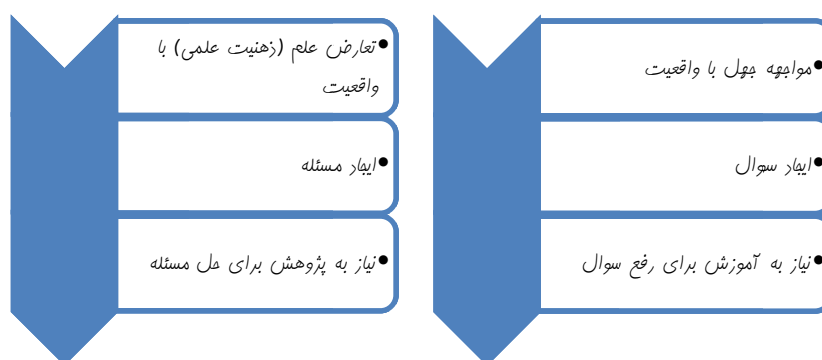 •مواجهه جهل با واقعیت
•ایجاد سوال
•نیاز به آموزش برای رفع سوال
•تعارض علم (ذهنیت علمی) با
واقعیت
•ایجاد مسئله
•نیاز به پژوهش برای حل مسئله